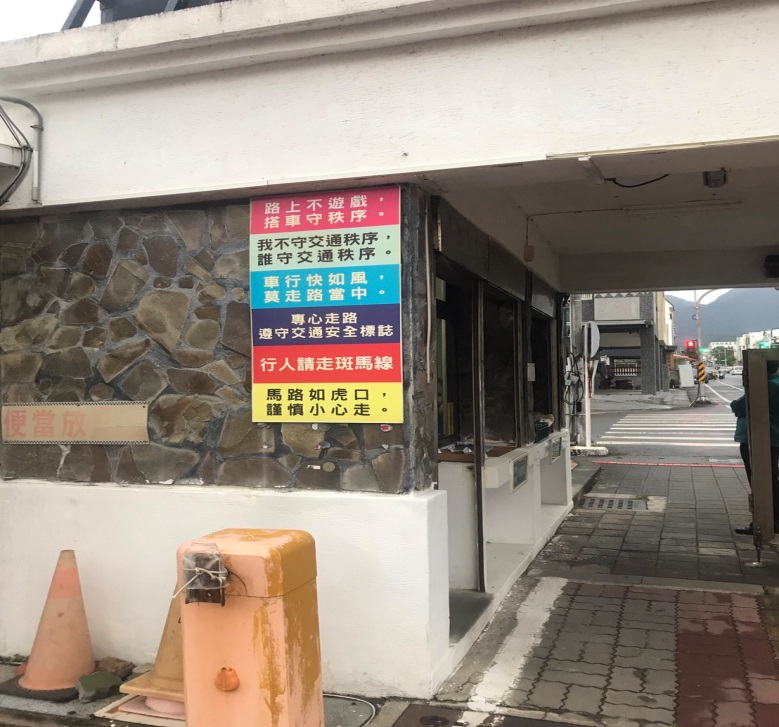 路上不遊戲，
搭車守秩序。
我不守交通秩序，
誰守交通秩序。
車行快如風，
莫走路當中。
專心走路
遵守交通安全標誌
行人請走斑馬線
馬路如虎口，
謹慎小心走。
便當放